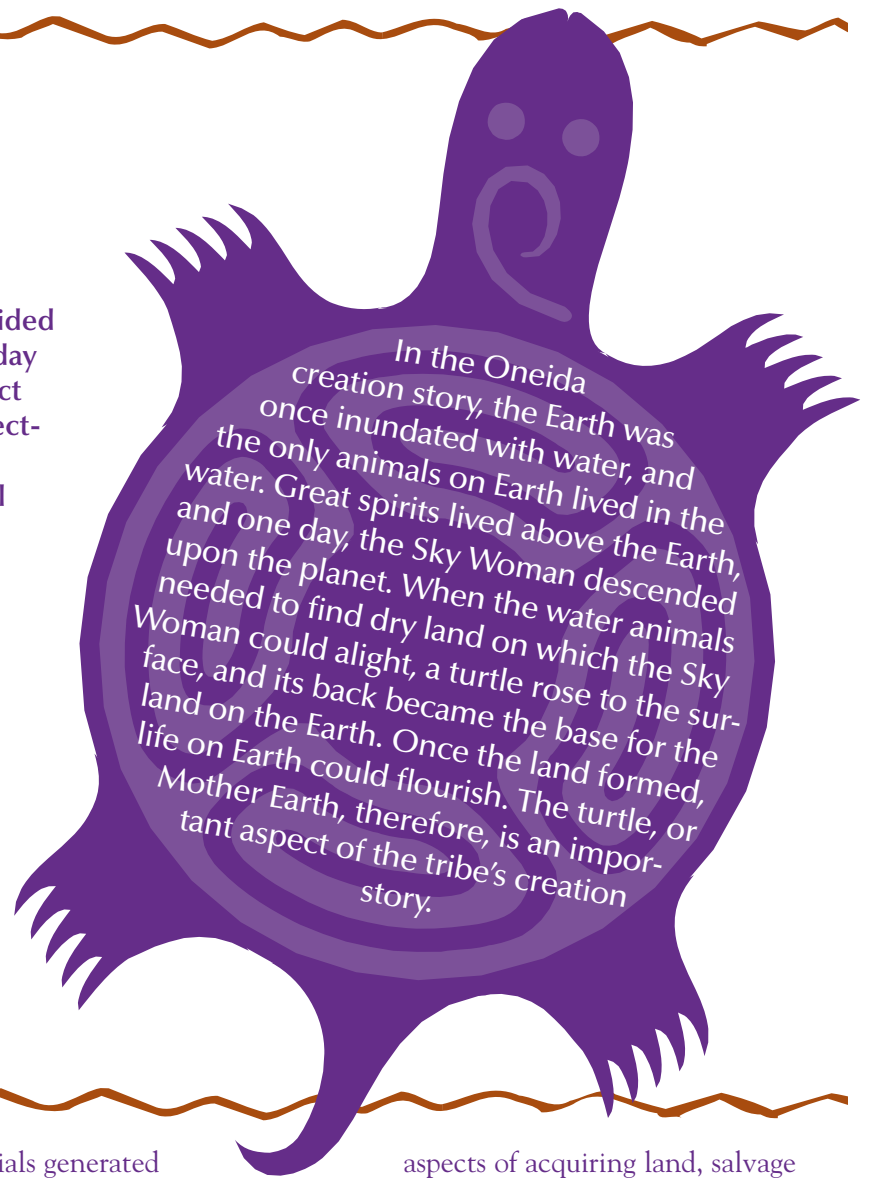 day
In the Oneida
creation story, the Earth was
once inundated with water, and
the only animals on Earth lived in the
water. Great spirits lived above the Earth,
and one day, the Sky Woman descended
upon the planet. When the water animals
needed to find dry land on which the Sky
Woman could alight, a turtle rose to the sur-
face, and its back became the base for the
land on the Earth. Once the land formed,
life on Earth could flourish. The turtle, or
Mother Earth, therefore, is an impor-
tant aspect of the tribe's creation
story.
generated
aspects of acquiring land, salvage